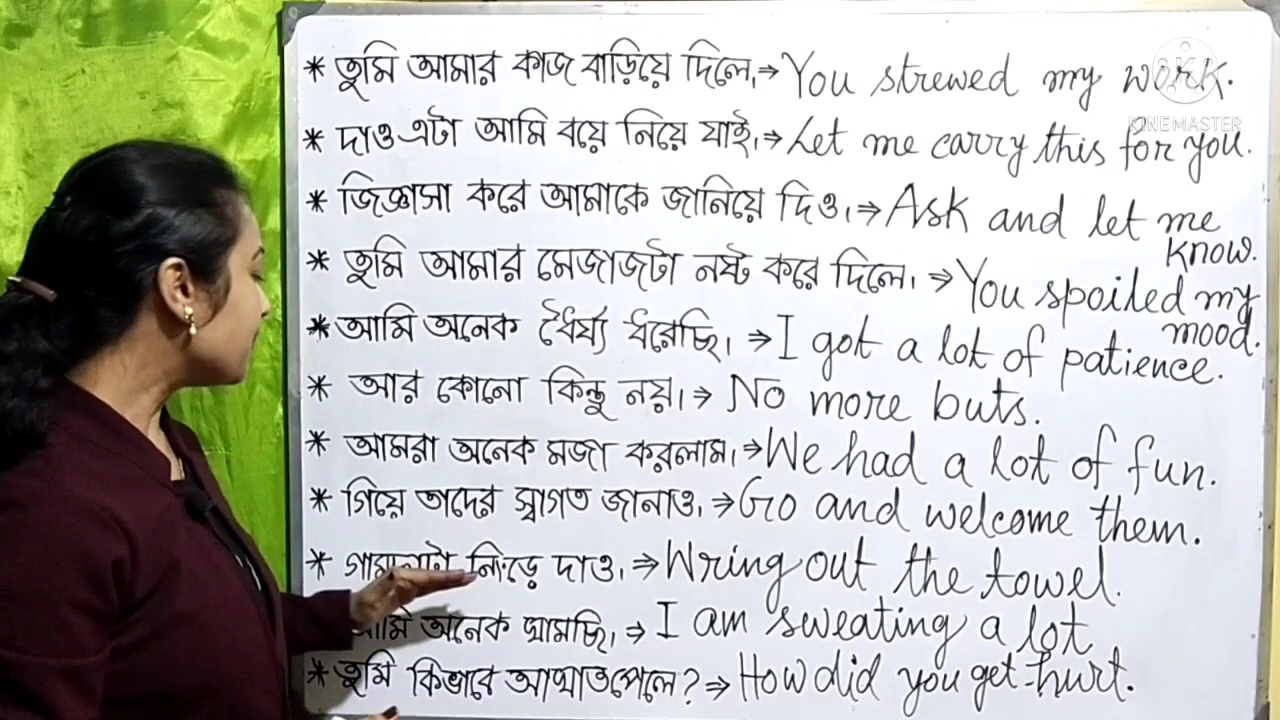 * তুমি আমার কাজ বাড়িয়ে দিলে।⇒ You strewed my work.
* দাও এটা আমি বয়ে নিয়ে যাই।⇒ Let me carry this for you.
* জিজ্ঞাসা করে আমাকে জানিয়ে দিও।⇒ Ask and let me
know.
* তুমি আমার মেজাজটা নষ্ট করে দিলে।⇒ You spoiled my
mood.
* আমি অনেক ধৈর্য্য ধরেছি।⇒ I got a lot of patience.
* আর কোনো কিন্তু নয়।⇒ No more buts.
* আমরা অনেক মজা করলাম।⇒ We had a lot of fun.
* গিয়ে তাদের স্বাগত জানাও।⇒ Go and welcome them.
* নিংড়ে দাও।⇒ Wring out the towel.
আমি অনেক ঘামছি।⇒ I am sweating a lot
* তুমি কিভাবে আঘাত পেলে? ⇒ How did you get hurt.
KINEMASTER